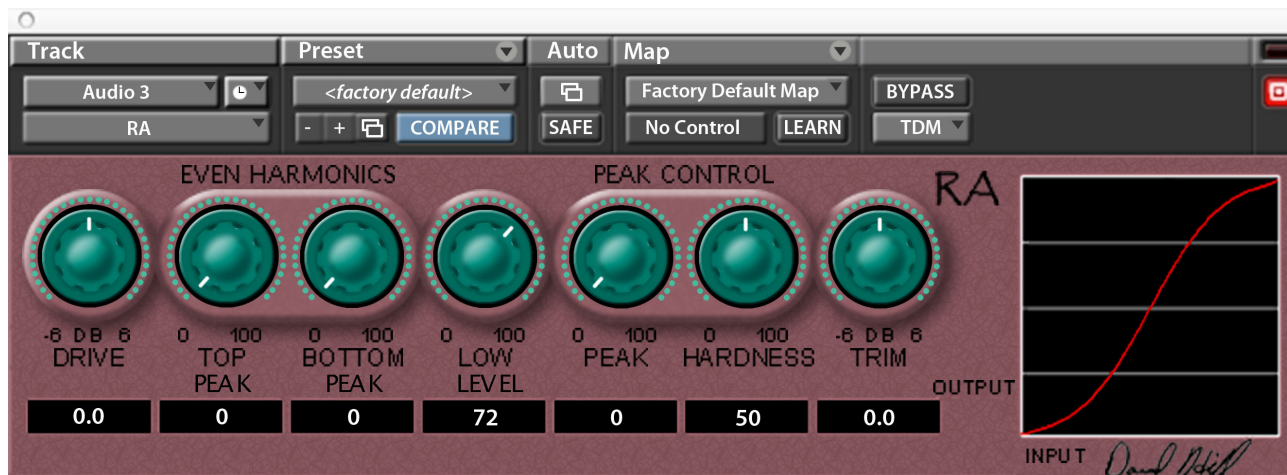 Track Preset Auto Map
Audio 3 <factory default> Factory Default Map BYPASS
RA - + COMPARE SAFE No Control LEARN TDM
EVEN HARMONICS PEAK CONTROL RA
-6 DB 6 0 100 0 100 0 100 0 100 0 100 -6 DB 6
DRIVE TOP PEAK BOTTOM PEAK LOW LEVEL PEAK HARDNESS TRIM
OUTPUT
0.0 0 0 72 0 50 0.0
INPUT